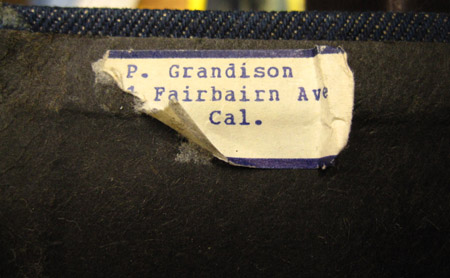 P. Grandison
Fairbairn Ave
Cal.